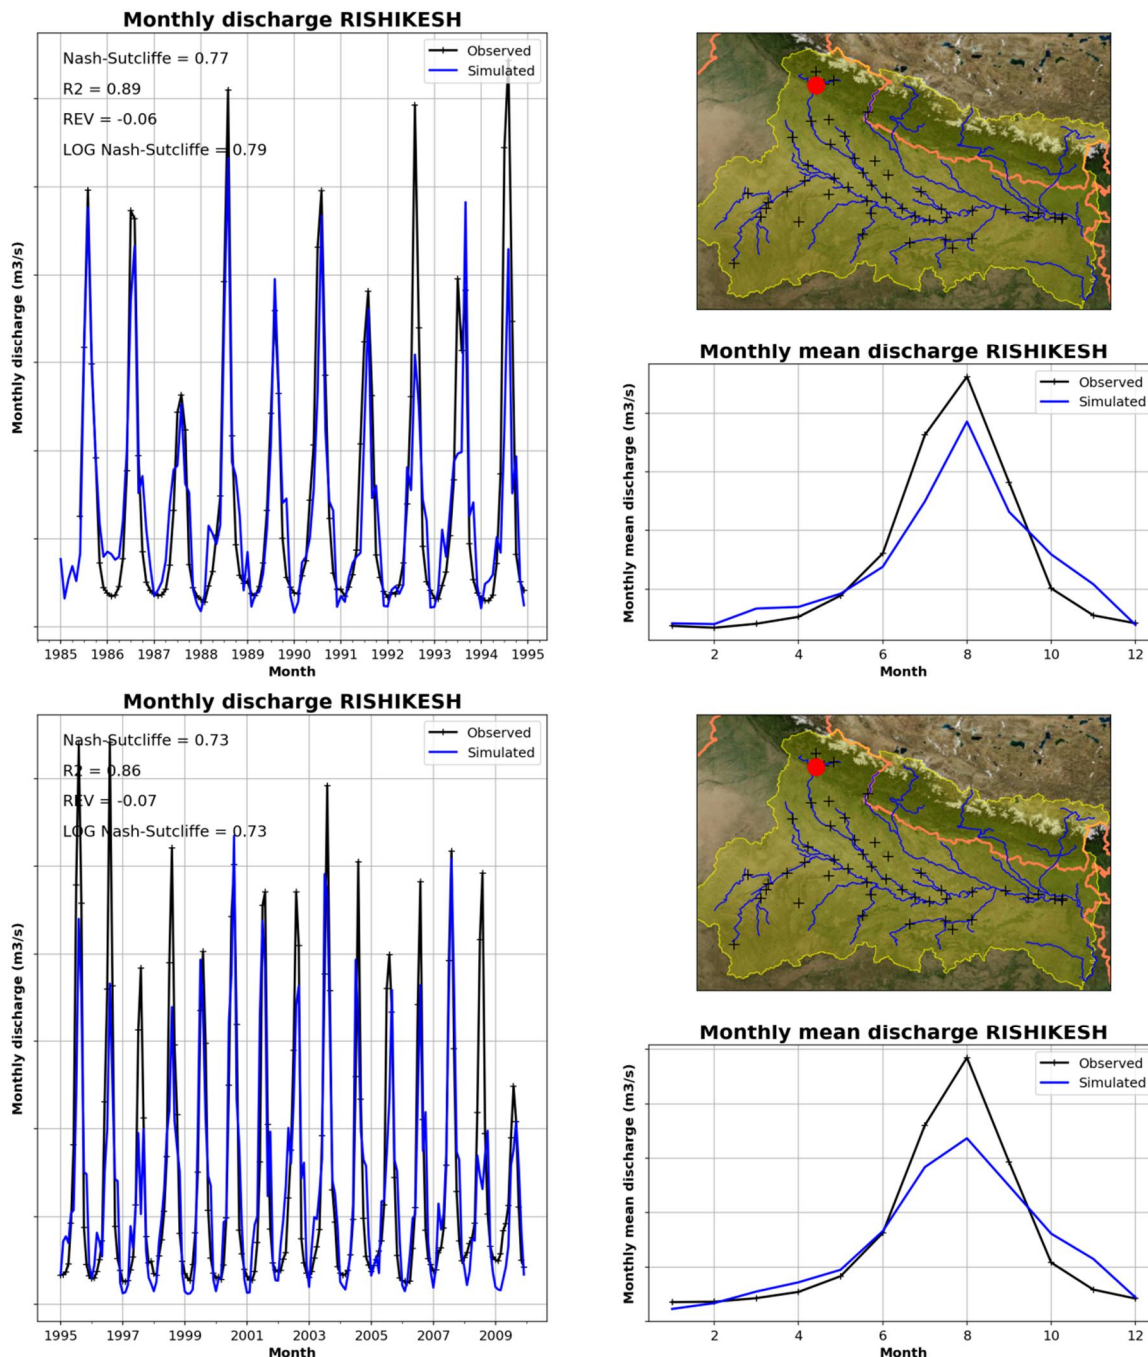 Monthly discharge RISHIKESH
Nash-Sutcliffe = 0.77
R2 = 0.89
REV = -0.06
LOG Nash-Sutcliffe = 0.79
Observed
Simulated
Monthly discharge (m3/s)
1985 1986 1987 1988 1989 1990 1991 1992 1993 1994 1995
Month
Monthly mean discharge RISHIKESH
Observed
Simulated
Monthly mean discharge (m3/s)
2 4 6 8 10 12
Month
Monthly discharge RISHIKESH
Nash-Sutcliffe = 0.73
R2 = 0.86
REV = -0.07
LOG Nash-Sutcliffe = 0.73
Observed
Simulated
Monthly discharge (m3/s)
1995 1997 1999 2001 2003 2005 2007 2009
Month
Monthly mean discharge RISHIKESH
Observed
Simulated
Monthly mean discharge (m3/s)
2 4 6 8 10 12
Month